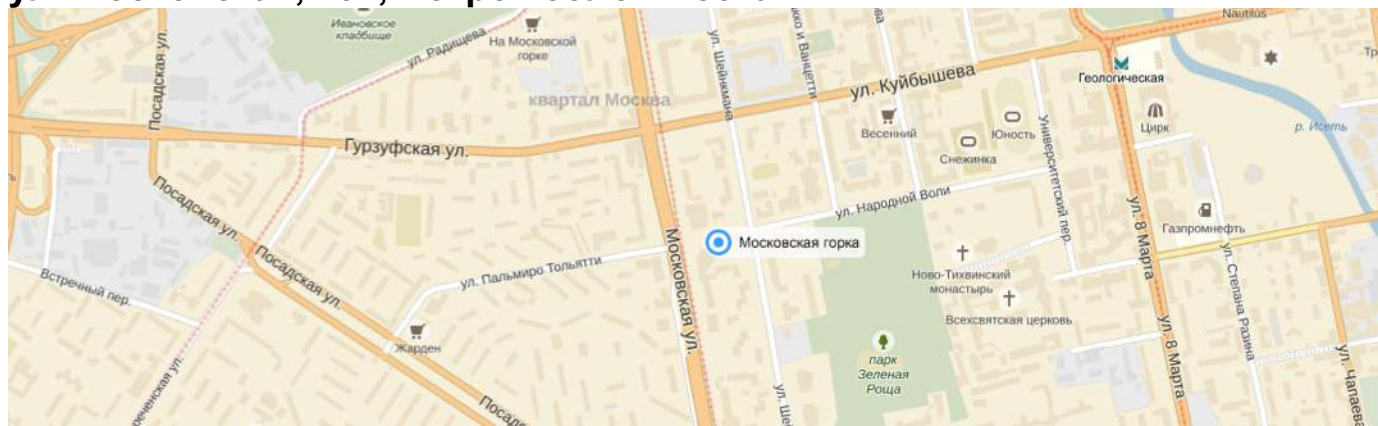 Nautilus
Ивановское
кладбище
ул. Радищева
На Московской
горке
Посадская ул.
ул. Шейнкмана
квартал Москва
ул. Куйбышева
Геологическая
Весенний
Юность
Снежинка
Цирк
р. Исеть
Гурзуфская ул.
Университетский пер.
ул. Народной Воли
Посадская ул.
Посадская ул.
Встречный пер.
ул. Пальмиро Тольятти
Московская ул.
Московская горка
Газпромнефть
ул. 8 Марта
Ново-Тихвинский
монастырь
Всехсвятская церковь
ул. Степана Разина
Жарден
парк
Зеленая
Роща
ул. 8 Марта
ул. Чапаева